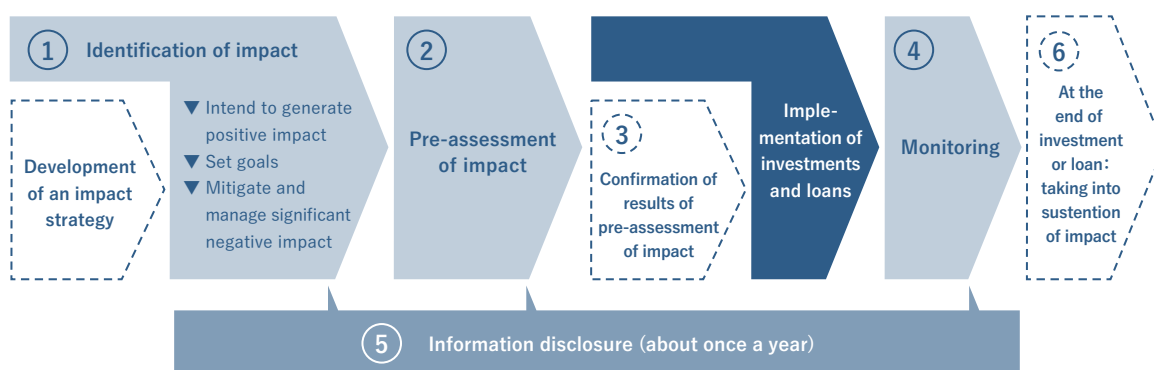 1 Identification of impact
Development
of an impact
strategy
▼ Intend to generate
positive impact
▼ Set goals
▼ Mitigate and
manage significant
negative impact
2
Pre-assessment
of impact
3
Confirmation of
results of
pre-assessment
of impact
Imple-
mentation of
investments
and loans
4
Monitoring
6
At the
end of
investment
or loan:
taking into
sustention
of impact
5 Information disclosure (about once a year)